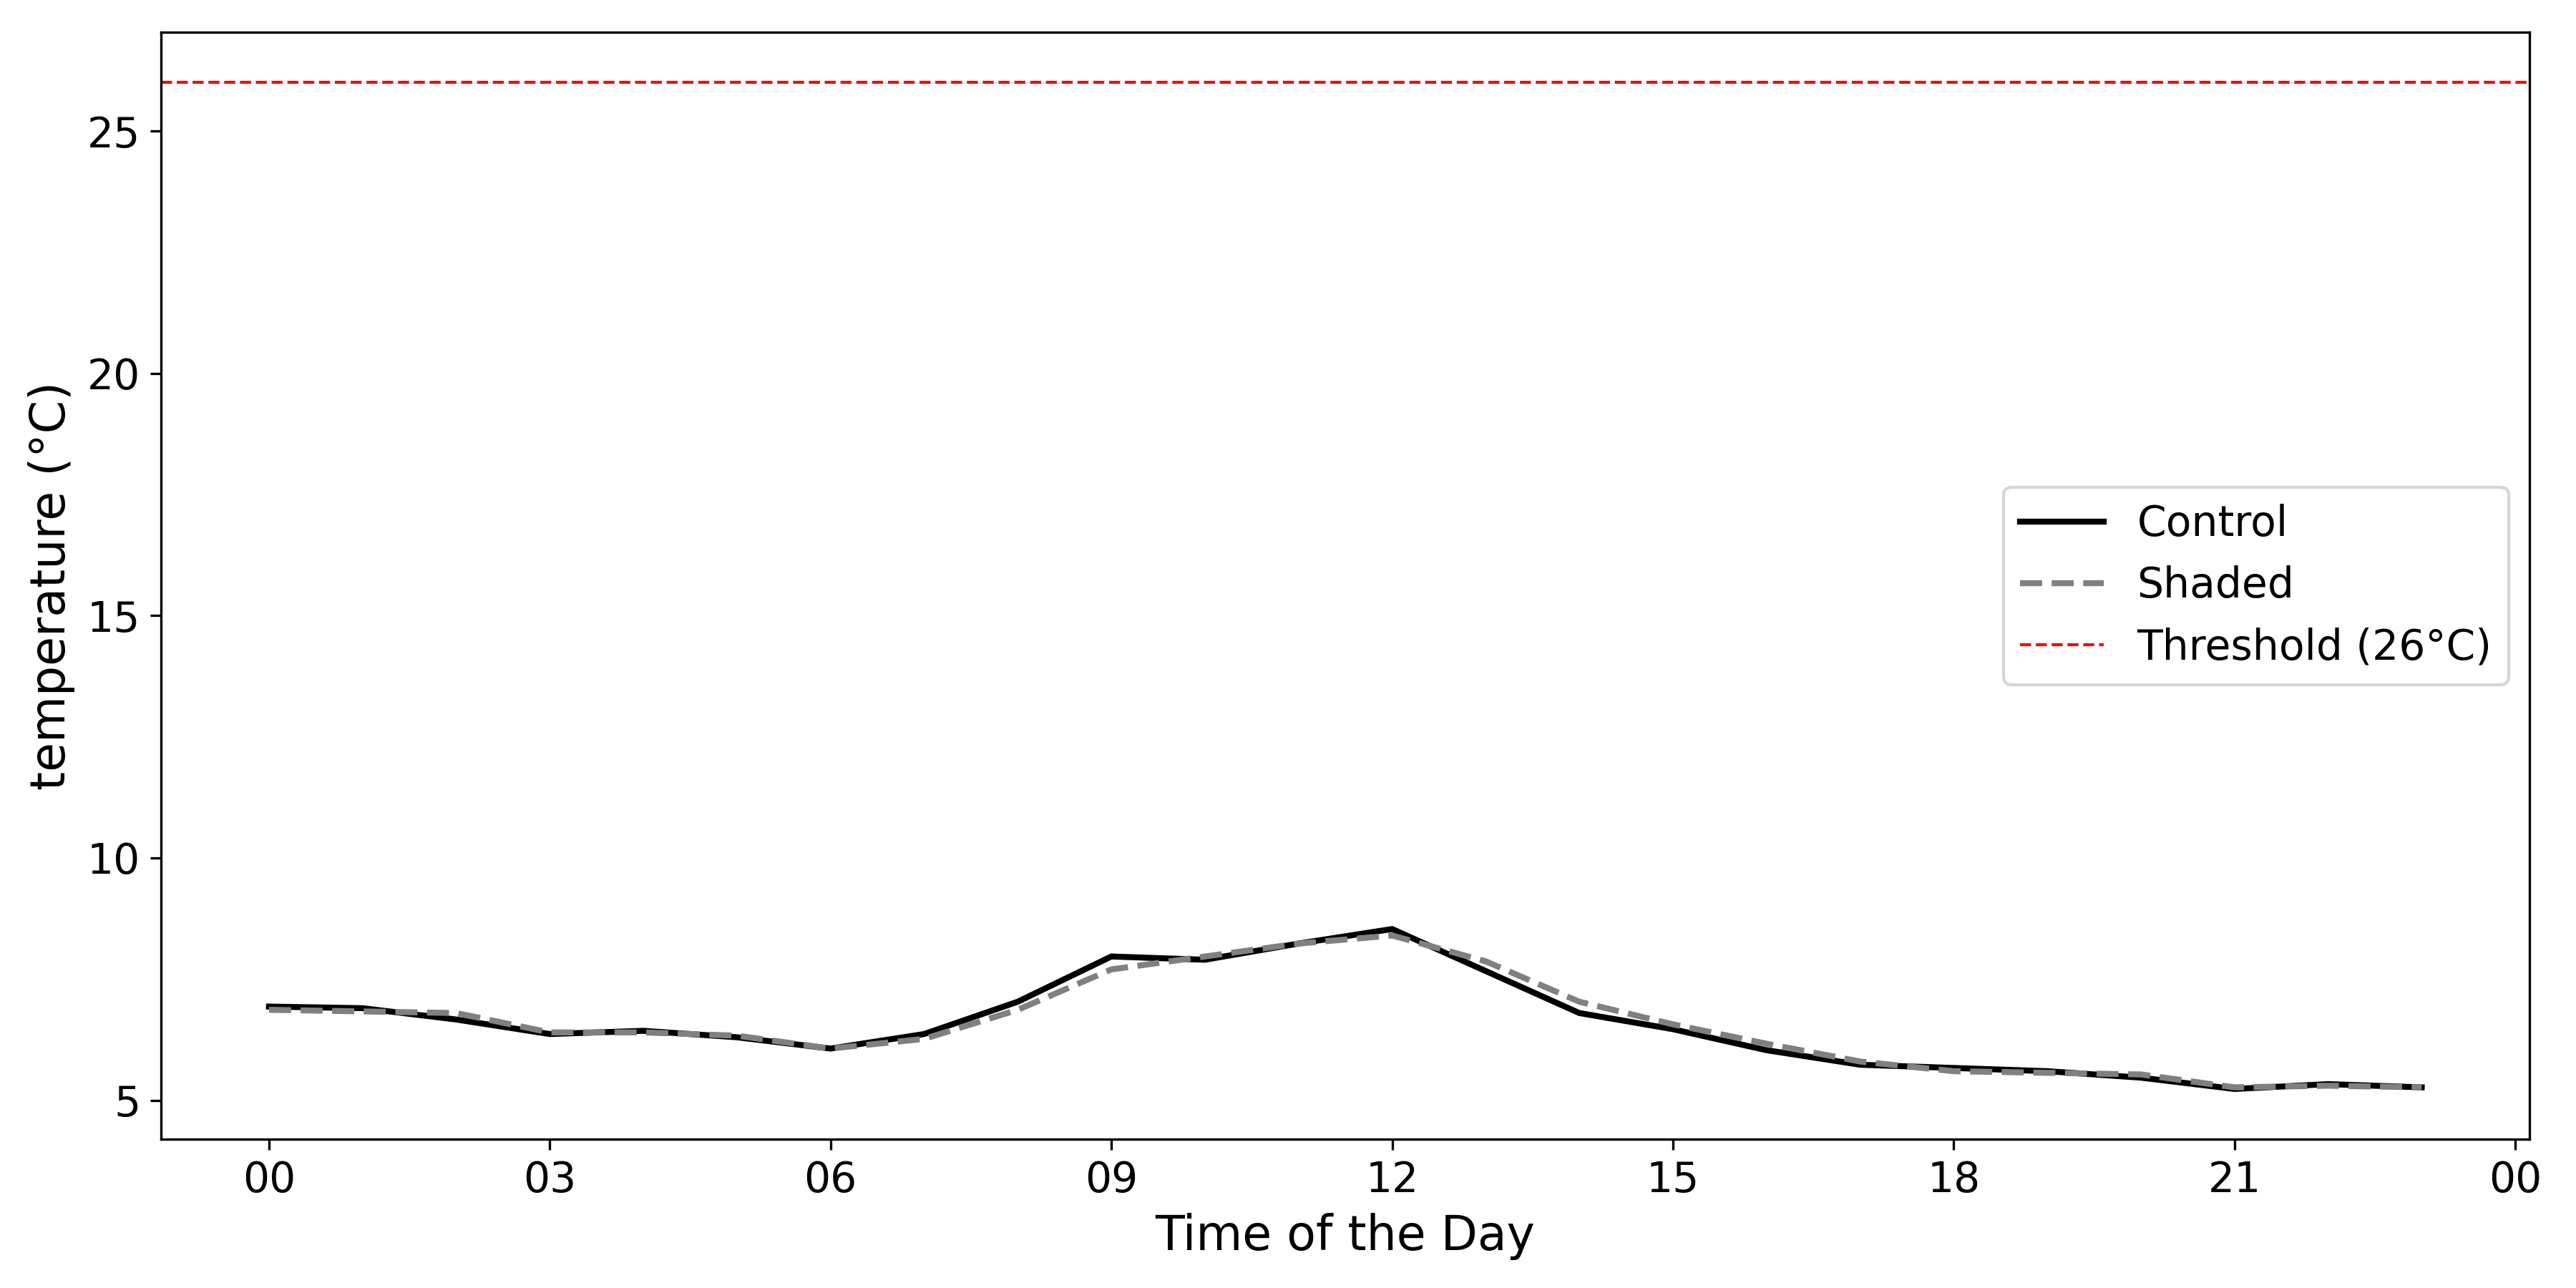 25
20
15
10
5
temperature (°C)
Control
Shaded
Threshold (26°C)
00 03 06 09 12 15 18 21 00
Time of the Day